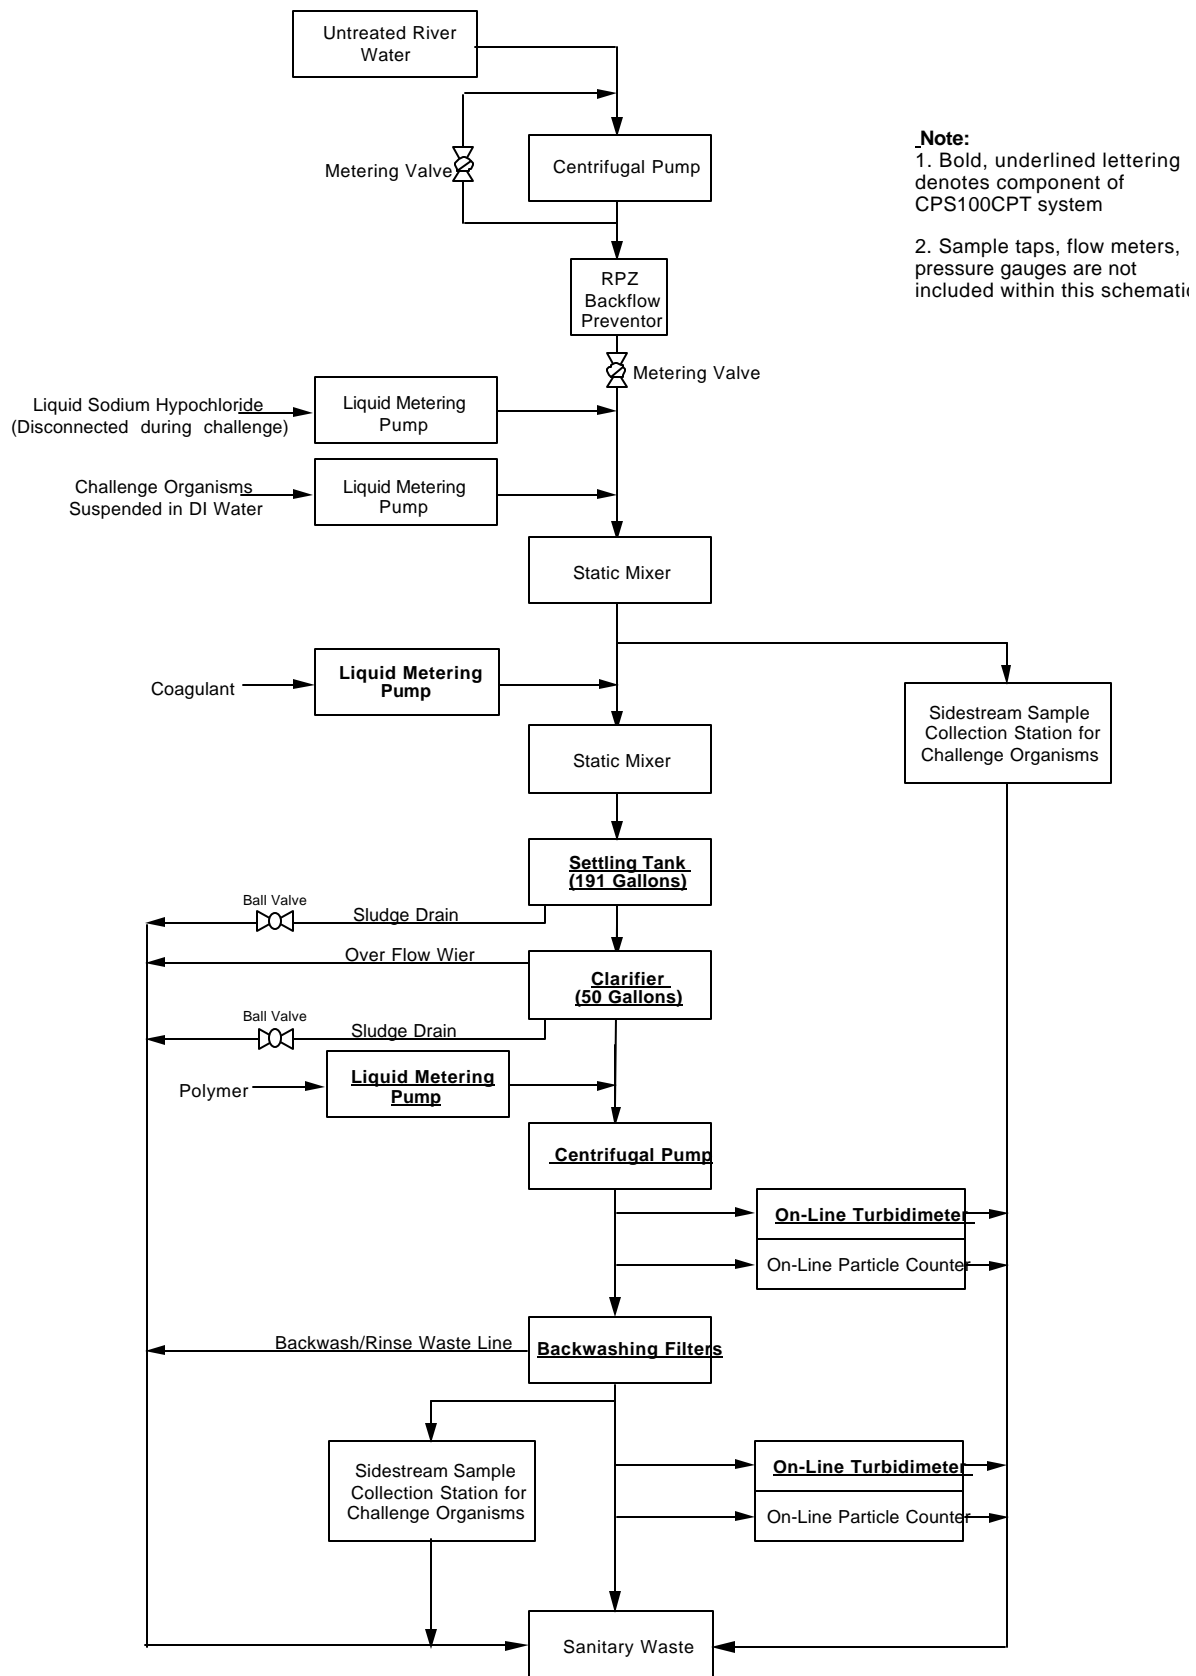 Untreated River
Water
Note:
1. Bold, underlined lettering
denotes component of
CPS100CPT system
2. Sample taps, flow meters,
pressure gauges are not
included within this schemati
Metering Valve
Centrifugal Pump
RPZ
Backflow
Preventor
Metering Valve
Liquid Sodium Hypochloride
(Disconnected during challenge)
Liquid Metering
Pump
Challenge Organisms
Suspended in DI Water
Liquid Metering
Pump
Static Mixer
Coagulant
Liquid Metering
Pump
Sidestream Sample
Collection Station for
Challenge Organisms
Static Mixer
Settling Tank
(191 Gallons)
Ball Valve
Sludge Drain
Over Flow Wier
Clarifier
(50 Gallons)
Ball Valve
Sludge Drain
Polymer
Liquid Metering
Pump
Centrifugal Pump
On-Line Turbidimeter
On-Line Particle Counter
Backwash/Rinse Waste Line
Backwashing Filters
Sidestream Sample
Collection Station for
Challenge Organisms
On-Line Turbidimeter
On-Line Particle Counter
Sanitary Waste